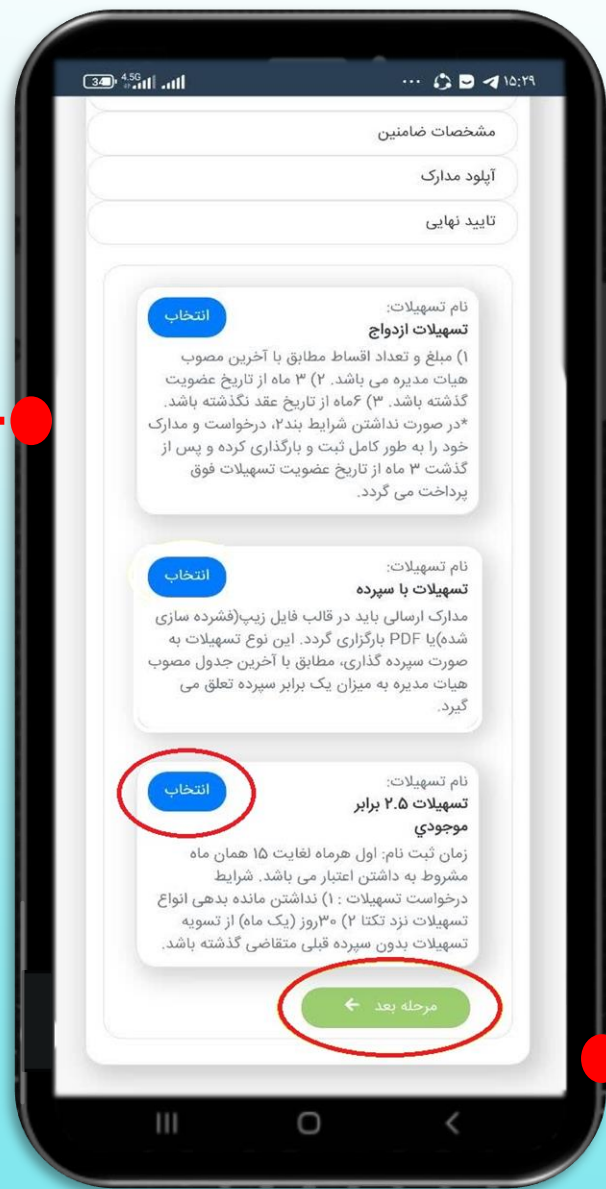 34 4.5G ۱۵:۲۹
مشخصات ضامنین
آپلود مدارک
تایید نهایی
نام تسهیلات:
انتخاب
تسهیلات ازدواج
۱) مبلغ و تعداد اقساط مطابق با آخرین مصوب
هیات مدیره می باشد. ۲) ۳ ماه از تاریخ عضویت
گذشته باشد. ۳) ۶ماه از تاریخ عقد نگذشته باشد.
*در صورت نداشتن شرایط بند۲، درخواست و مدارک
خود را به طور کامل ثبت و بارگذاری کرده و پس از
گذشت ۳ ماه از تاریخ عضویت تسهیلات فوق
پرداخت می گردد.
نام تسهیلات:
انتخاب
تسهیلات با سپرده
مدارک ارسالی باید در قالب فایل زیپ(فشرده سازی
شده)یا PDF بارگزاری گردد. این نوع تسهیلات به
صورت سپرده گذاری، مطابق با آخرین جدول مصوب
هیات مدیره به میزان یک برابر سپرده تعلق می
گیرد.
نام تسهیلات:
انتخاب
تسهیلات ۲.۵ برابر
موجودي
زمان ثبت نام: اول هرماه لغایت ۱۵ همان ماه
مشروط به داشتن اعتبار می باشد. شرایط
درخواست تسهیلات : ۱) نداشتن مانده بدهی انواع
تسهیلات نزد تکتا ۲) ۳۰روز (یک ماه) از تسویه
تسهیلات بدون سپرده قبلی متقاضی گذشته باشد.
مرحله بعد